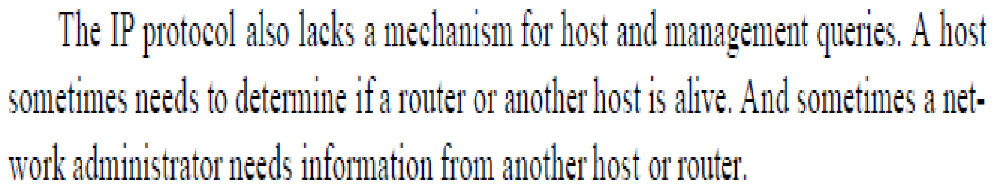 The IP protocol also lacks a mechanism for host and management queries. A host
sometimes needs to determine if a router or another host is alive. And sometimes a net-
work administrator needs information from another host or router.